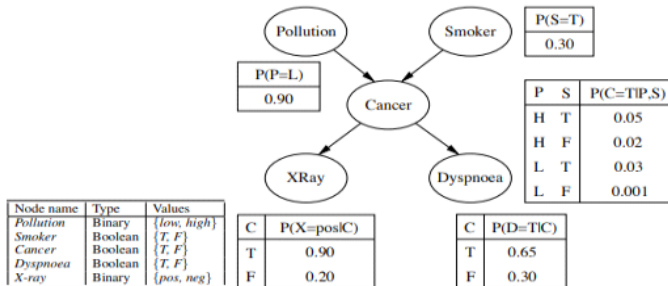 Pollution
Smoker
P(S=T)
0.30
P(P=L)
0.90
Cancer
P S P(C=T|P,S)
H T 0.05
H F 0.02
L T 0.03
L F 0.001
XRay
Dyspnoea
Node name Type Values
Pollution Binary {low, high}
Smoker Boolean {T, F}
Cancer Boolean {T, F}
Dyspnoea Boolean {T, F}
X-ray Binary {pos, neg}
C P(X=pos|C)
T 0.90
F 0.20
C P(D=T|C)
T 0.65
F 0.30